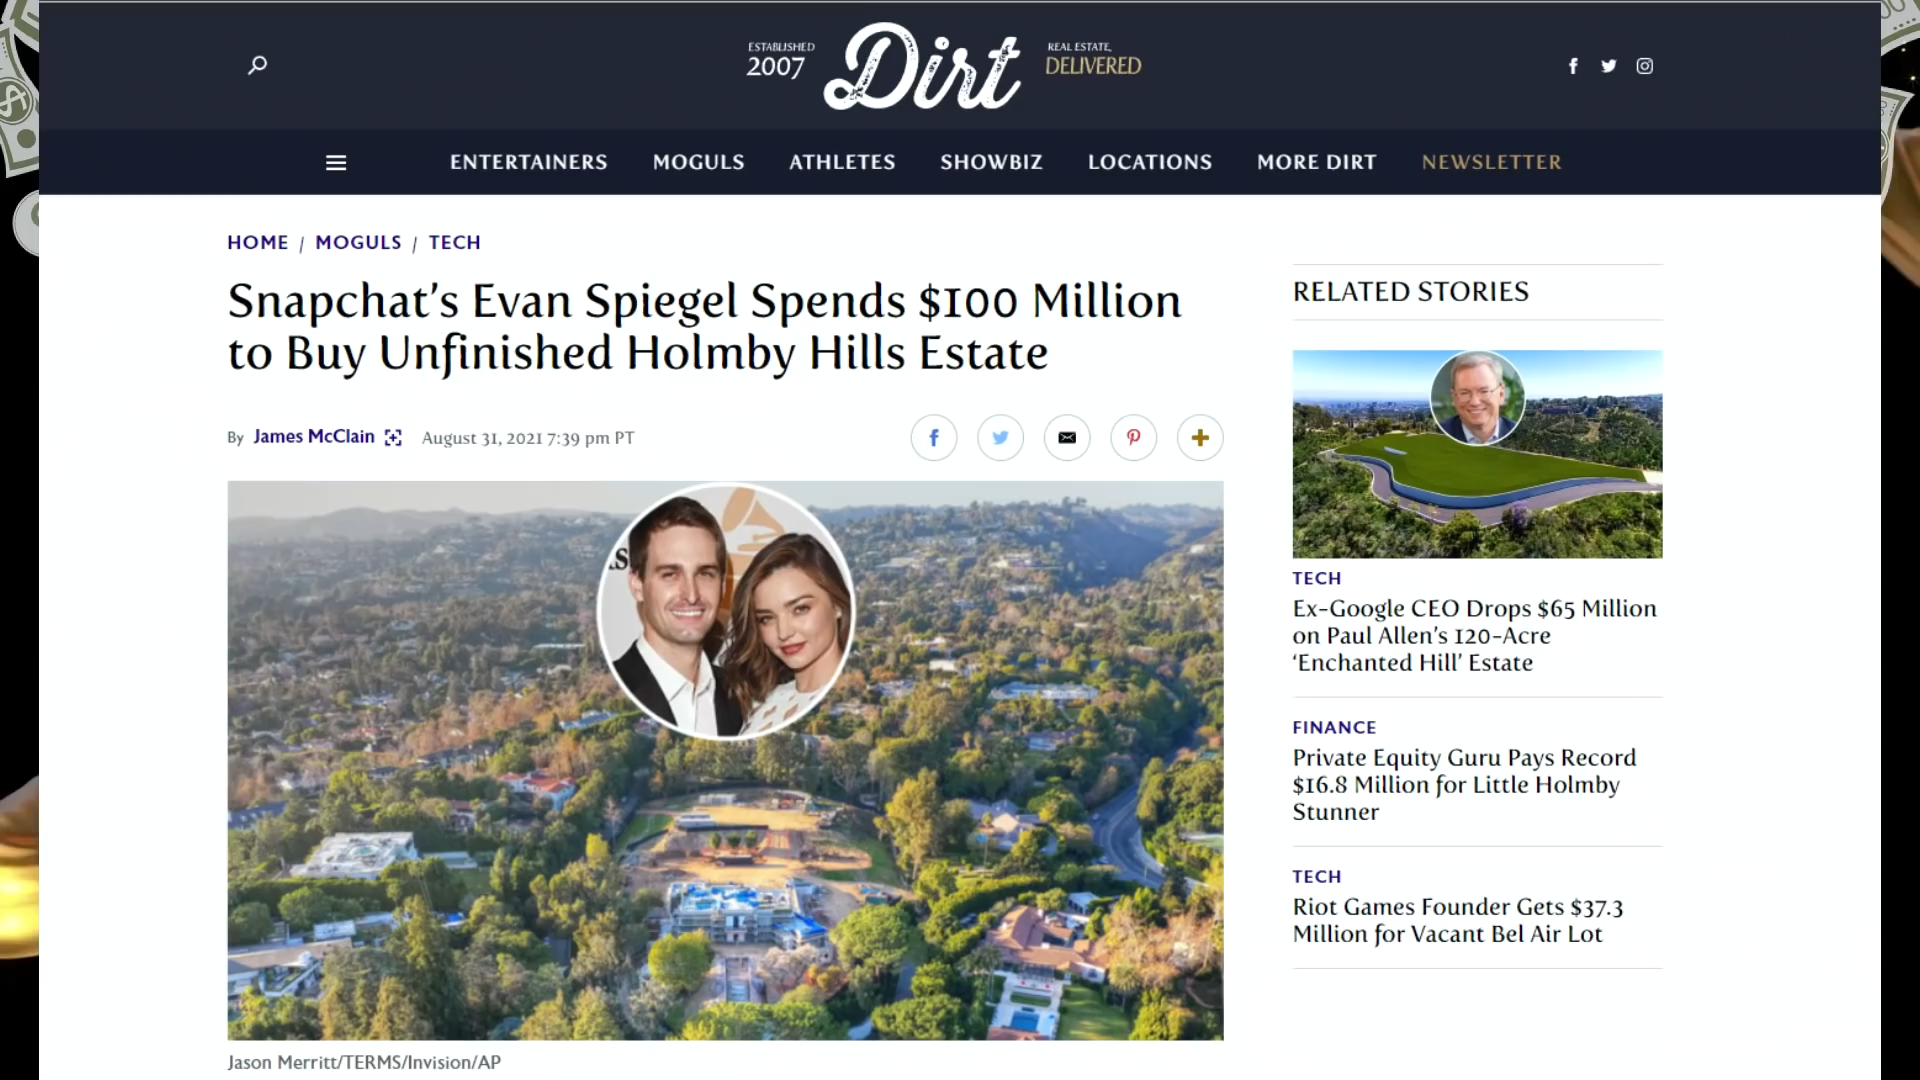 ESTABLISHED
2007
Dirt
REAL ESTATE,
DELIVERED
ENTERTAINERS MOGULS ATHLETES SHOWBIZ LOCATIONS MORE DIRT NEWSLETTER
HOME / MOGULS / TECH
Snapchat's Evan Spiegel Spends $100 Million
to Buy Unfinished Holmby Hills Estate
By James McClain August 31, 2021 7:39 pm PT
Jason Merritt/TERMS/Invision/AP
RELATED STORIES
TECH
Ex-Google CEO Drops $65 Million
on Paul Allen's 120-Acre
'Enchanted Hill' Estate
FINANCE
Private Equity Guru Pays Record
$16.8 Million for Little Holmby
Stunner
TECH
Riot Games Founder Gets $37.3
Million for Vacant Bel Air Lot